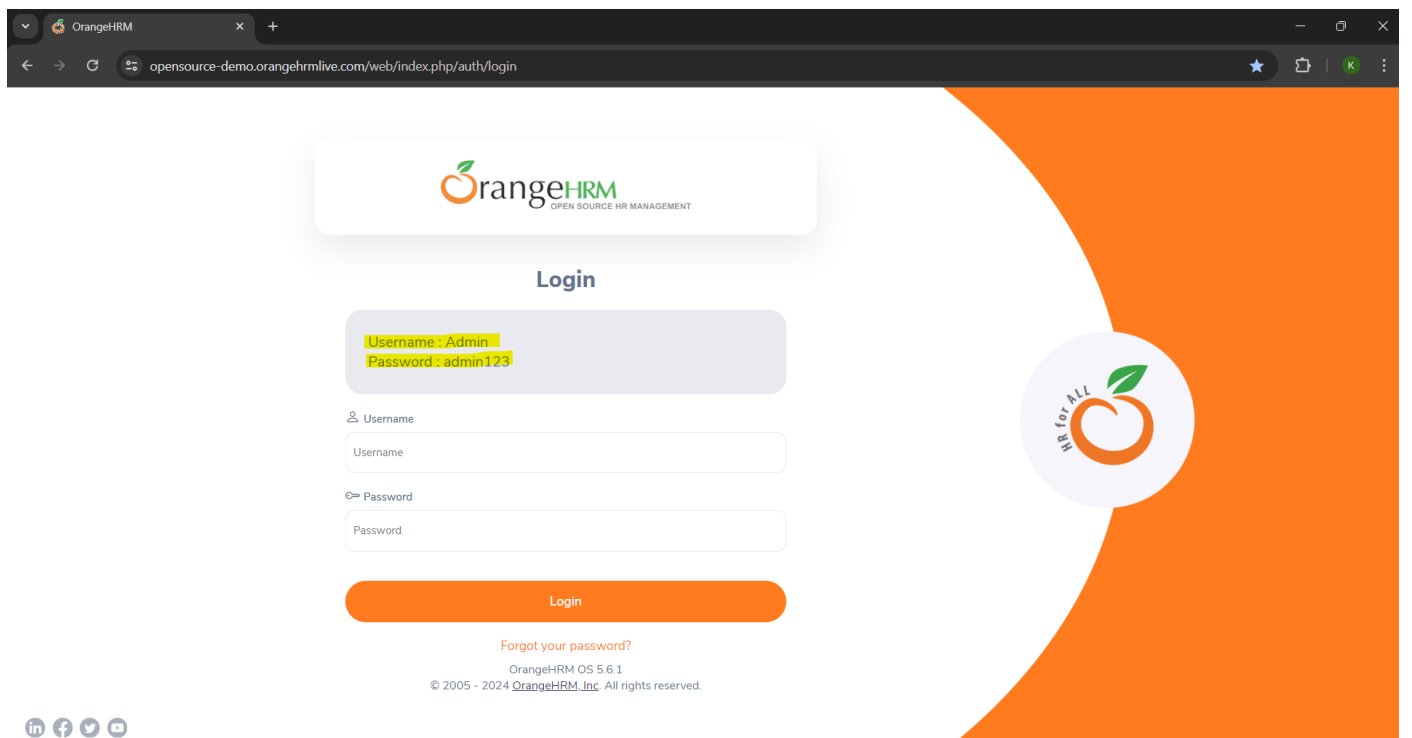 OrangeHRM
opensource-demo.orangehrmlive.com/web/index.php/auth/login
K
OrangeHRM
OPEN SOURCE HR MANAGEMENT
Login
Username : Admin
Password : admin123
Username
Username
Password
Password
Login
Forgot your password?
OrangeHRM OS 5.6.1
© 2005 - 2024 OrangeHRM, Inc. All rights reserved.
HR for ALL
in